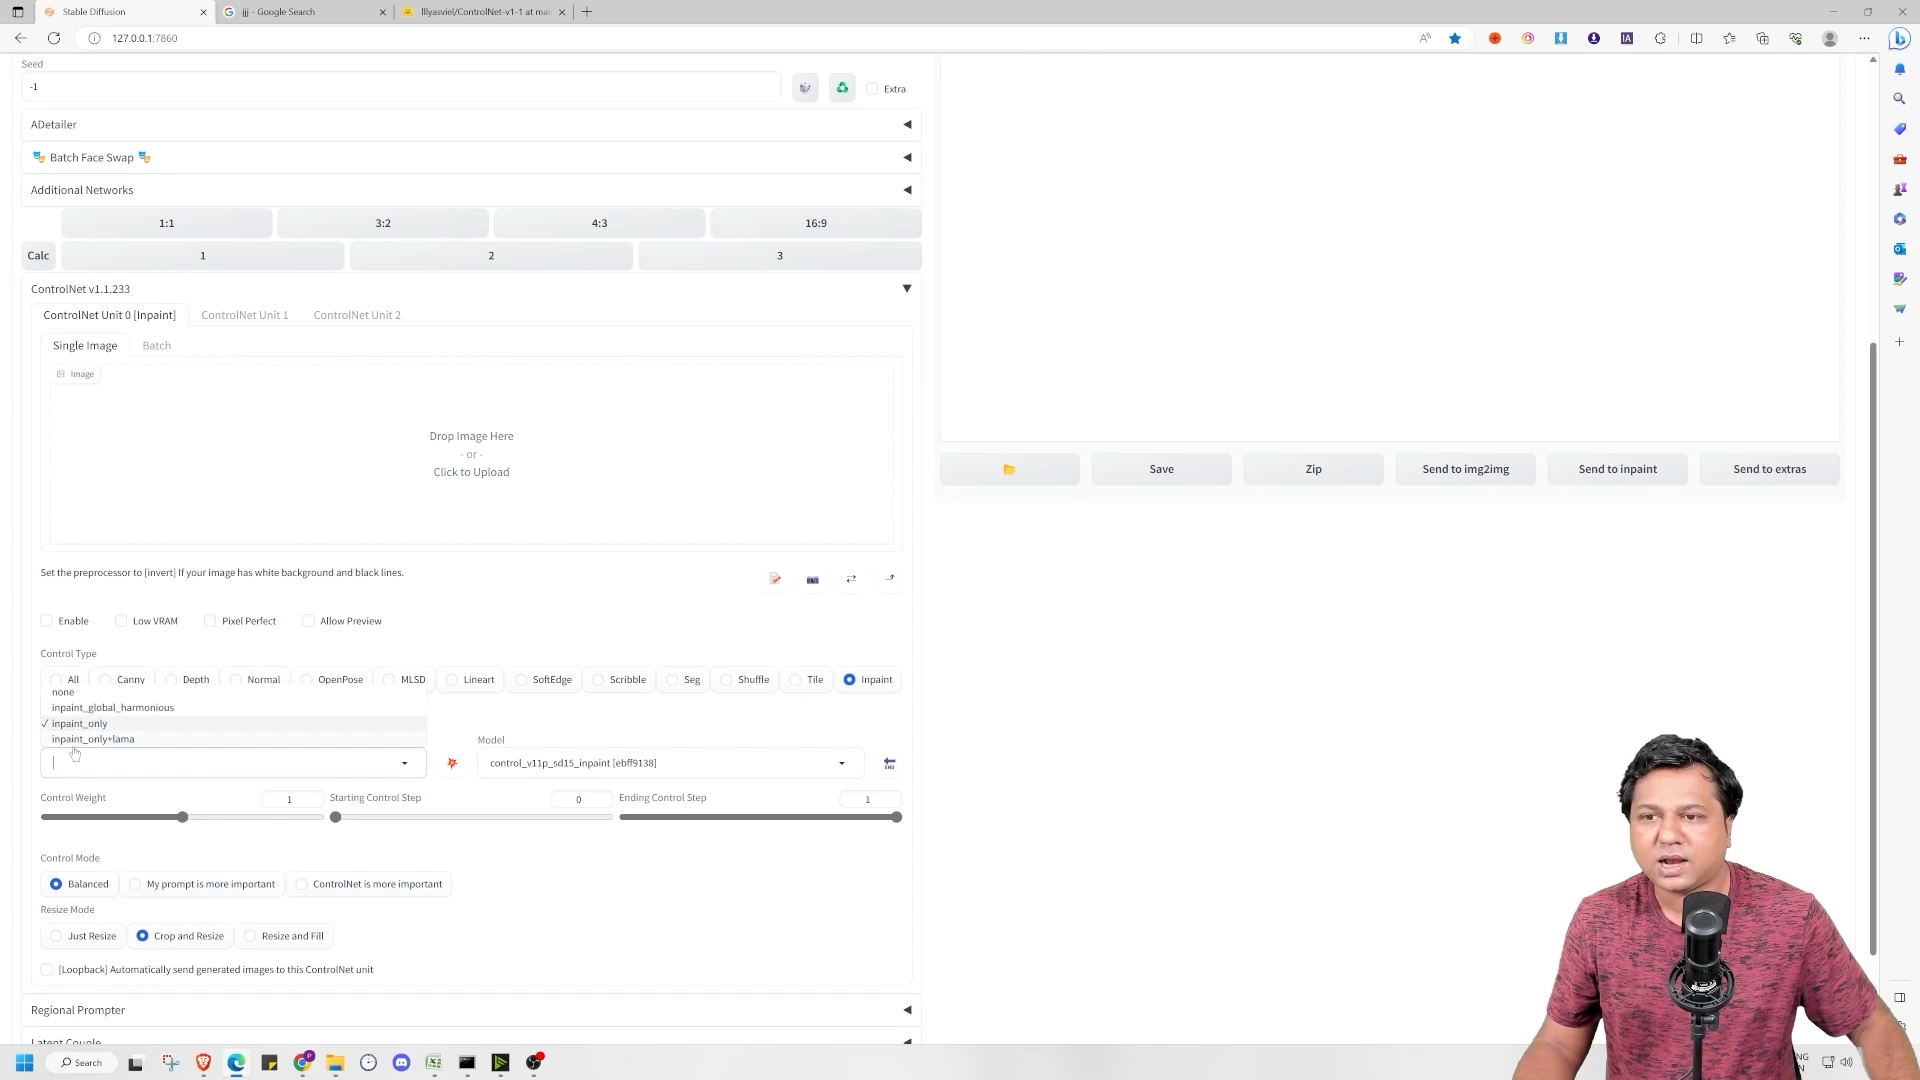 Stable Diffusion
jjj - Google Search
lllyasviel/ControlNet-v1-1 at mai
127.0.0.1:7860
Seed
-1
Extra
ADetailer
Batch Face Swap
Additional Networks
1:1 3:2 4:3 16:9
Calc 1 2 3
ControlNet v1.1.233
ControlNet Unit 0 [Inpaint] ControlNet Unit 1 ControlNet Unit 2
Single Image Batch
Image
Drop Image Here
- or -
Click to Upload
Save Zip Send to img2img Send to inpaint Send to extras
Set the preprocessor to [invert] If your image has white background and black lines.
Enable Low VRAM Pixel Perfect Allow Preview
Control Type
All Canny Depth Normal OpenPose MLSD Lineart SoftEdge Scribble Seg Shuffle Tile Inpaint
none
inpaint_global_harmonious
✓ inpaint_only
inpaint_only+lama
Model
control_v11p_sd15_inpaint [ebff9138]
END
Control Weight 1 Starting Control Step 0 Ending Control Step 1
Control Mode
Balanced My prompt is more important ControlNet is more important
Resize Mode
Just Resize Crop and Resize Resize and Fill
[Loopback] Automatically send generated images to this ControlNet unit
Regional Prompter
Latent Couple
Search